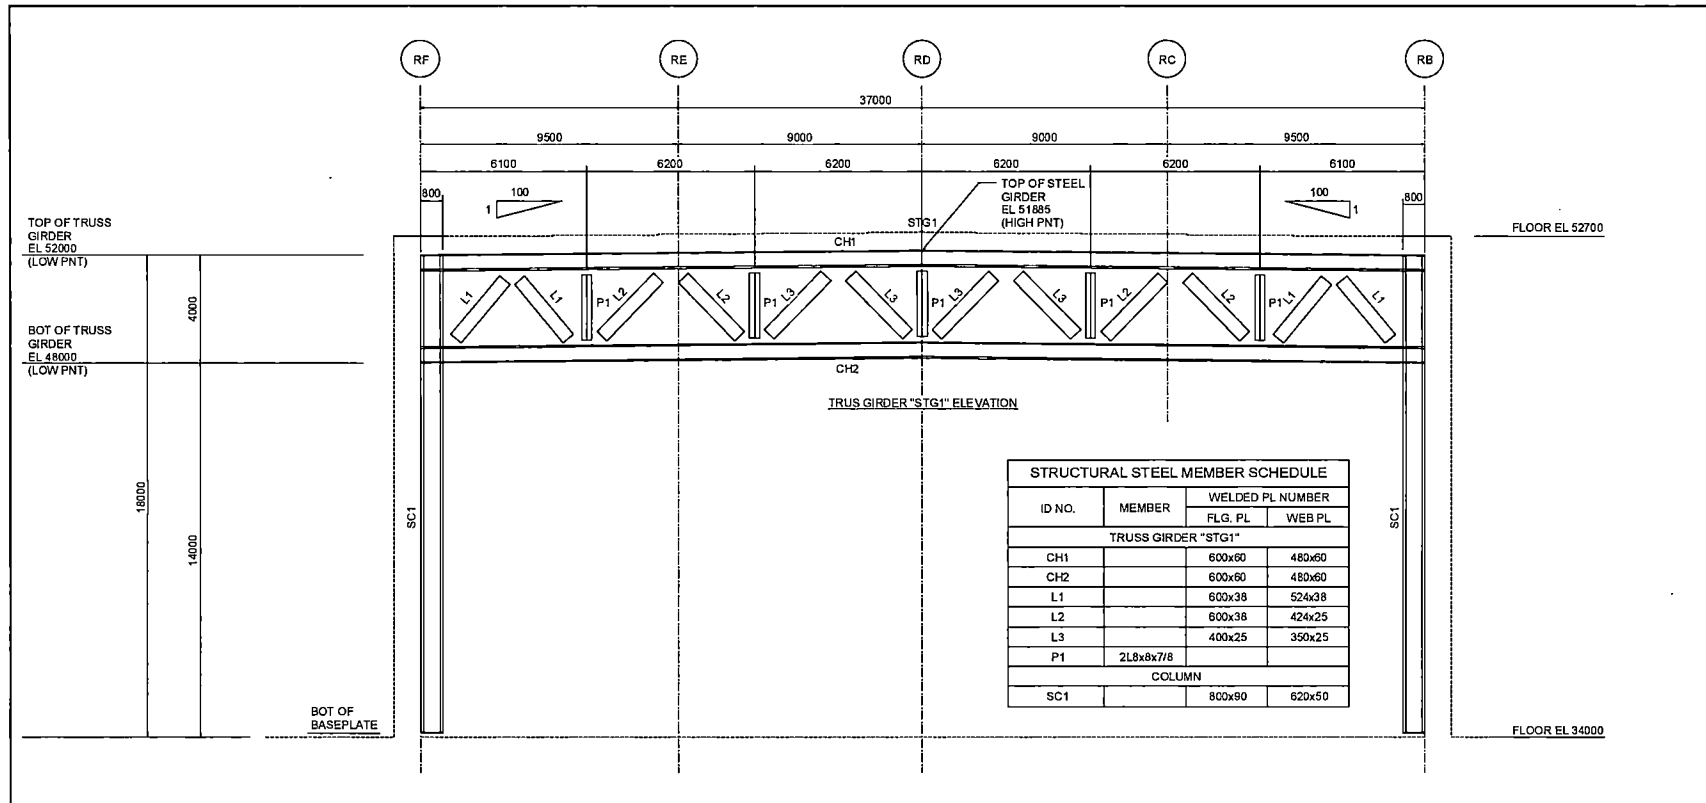 RF
RE
RD
RC
RB
37000
9500
9000
9000
9500
6100
6200
6200
6200
6200
6100
800
100
1
TOP OF STEEL
GIRDER
EL 51885
(HIGH PNT)
100
1
800
TOP OF TRUSS
GIRDER
EL 52000
(LOW PNT)
STG1
CH1
FLOOR EL 52700
4000
L1
L1
P1
L2
L2
P1
L3
L3
P1
L3
L3
P1
L2
L2
P1
L1
L1
BOT OF TRUSS
GIRDER
EL 48000
(LOW PNT)
CH2
TRUS GIRDER "STG1" ELEVATION
18000
14000
SC1
SC1
STRUCTURAL STEEL MEMBER SCHEDULE
ID NO.
MEMBER
WELDED PL NUMBER
FLG. PL
WEB PL
TRUSS GIRDER "STG1"
CH1 600x60 480x60
CH2 600x60 480x60
L1 600x38 524x38
L2 600x38 424x25
L3 400x25 350x25
P1 2L8x8x7/8
COLUMN
SC1 800x90 620x50
BOT OF
BASEPLATE
FLOOR EL 34000